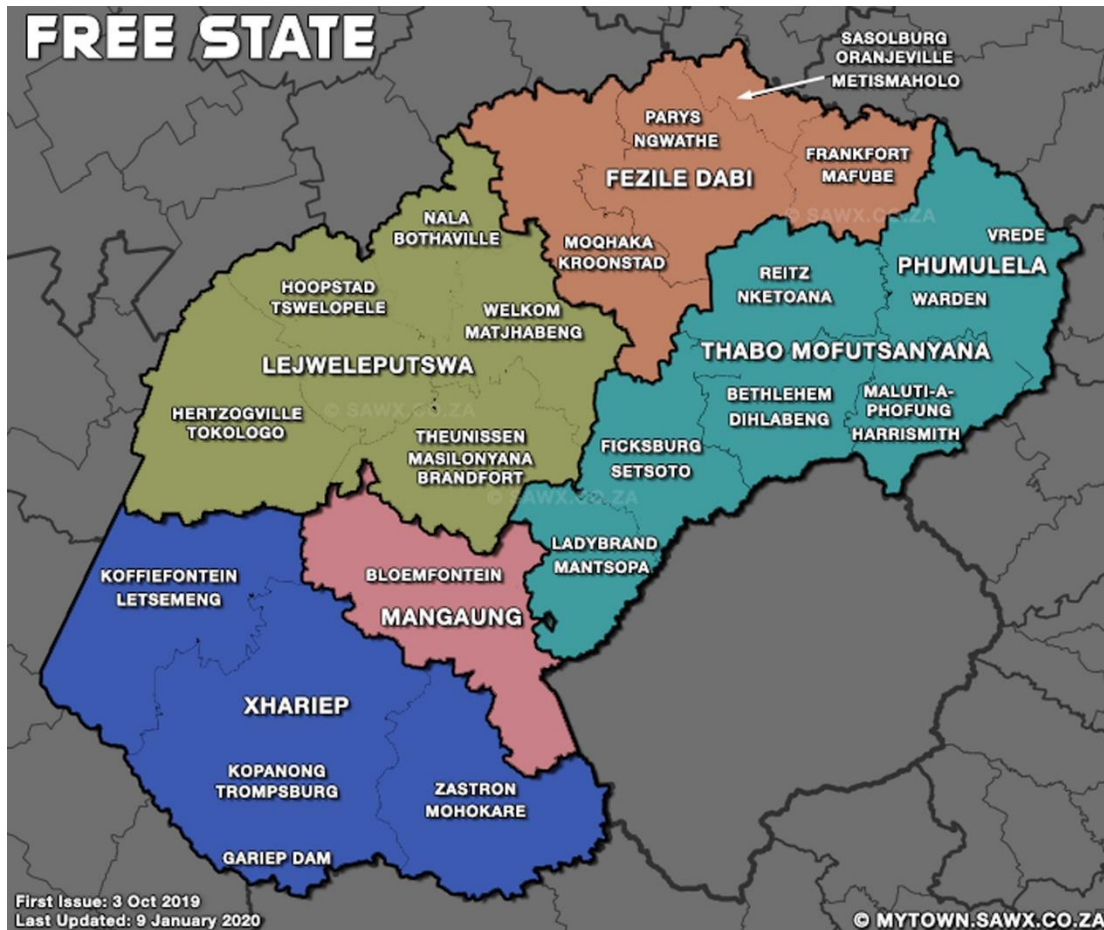 FREE STATE
SASOLBURG
ORANJEVILLE
METISMAHOLO
PARYS
NGWATHE
FRANKFORT
MAFUBE
FEZILE DABI
© SAWX.CO.ZA
NALA
BOTHAVILLE
MOQHAKA
KROONSTAD
VREDE
PHUMULELA
WARDEN
REITZ
NKETOANA
HOOPSTAD
TSWELOPELE
WELKOM
MATJHABENG
LEJWELEPUTSWA
THABO MOFUTSANYANA
BETHLEHEM
DIHLABENG
MALUTI-A-
PHOFUNG
HARRISMITH
HERTZOGVILLE
TOKOLOGO
© SAWX.CO.ZA
THEUNISSEN
MASILONYANA
BRANDFORT
FICKSBURG
SETSOTO
© SAWX.CO.ZA
LADYBRAND
MANTSOPA
KOFFIEFONTEIN
LETSEMENG
BLOEMFONTEIN
MANGAUNG
XHARIEP
KOPANONG
TROMPSBURG
ZASTRON
MOHOKARE
GARIEP DAM
First Issue: 3 Oct 2019
Last Updated: 9 January 2020
© MYTOWN.SAWX.CO.ZA